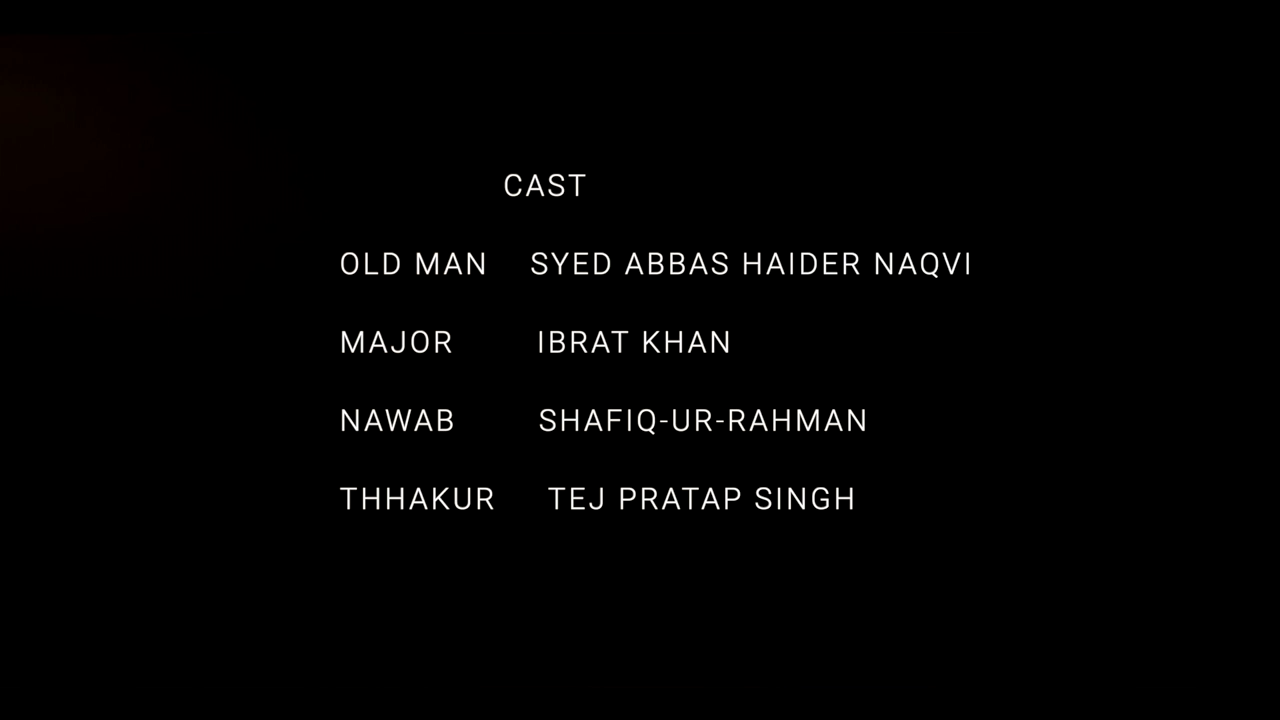 CAST
OLD MAN SYED ABBAS HAIDER NAQVI
MAJOR IBRAT KHAN
NAWAB SHAFIQ-UR-RAHMAN
THHAKUR TEJ PRATAP SINGH